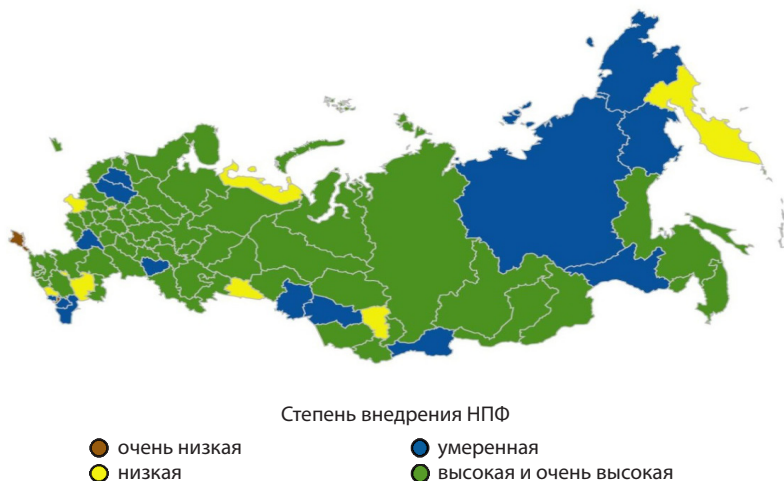 Степень внедрения НПФ
очень низкая
умеренная
низкая
высокая и очень высокая